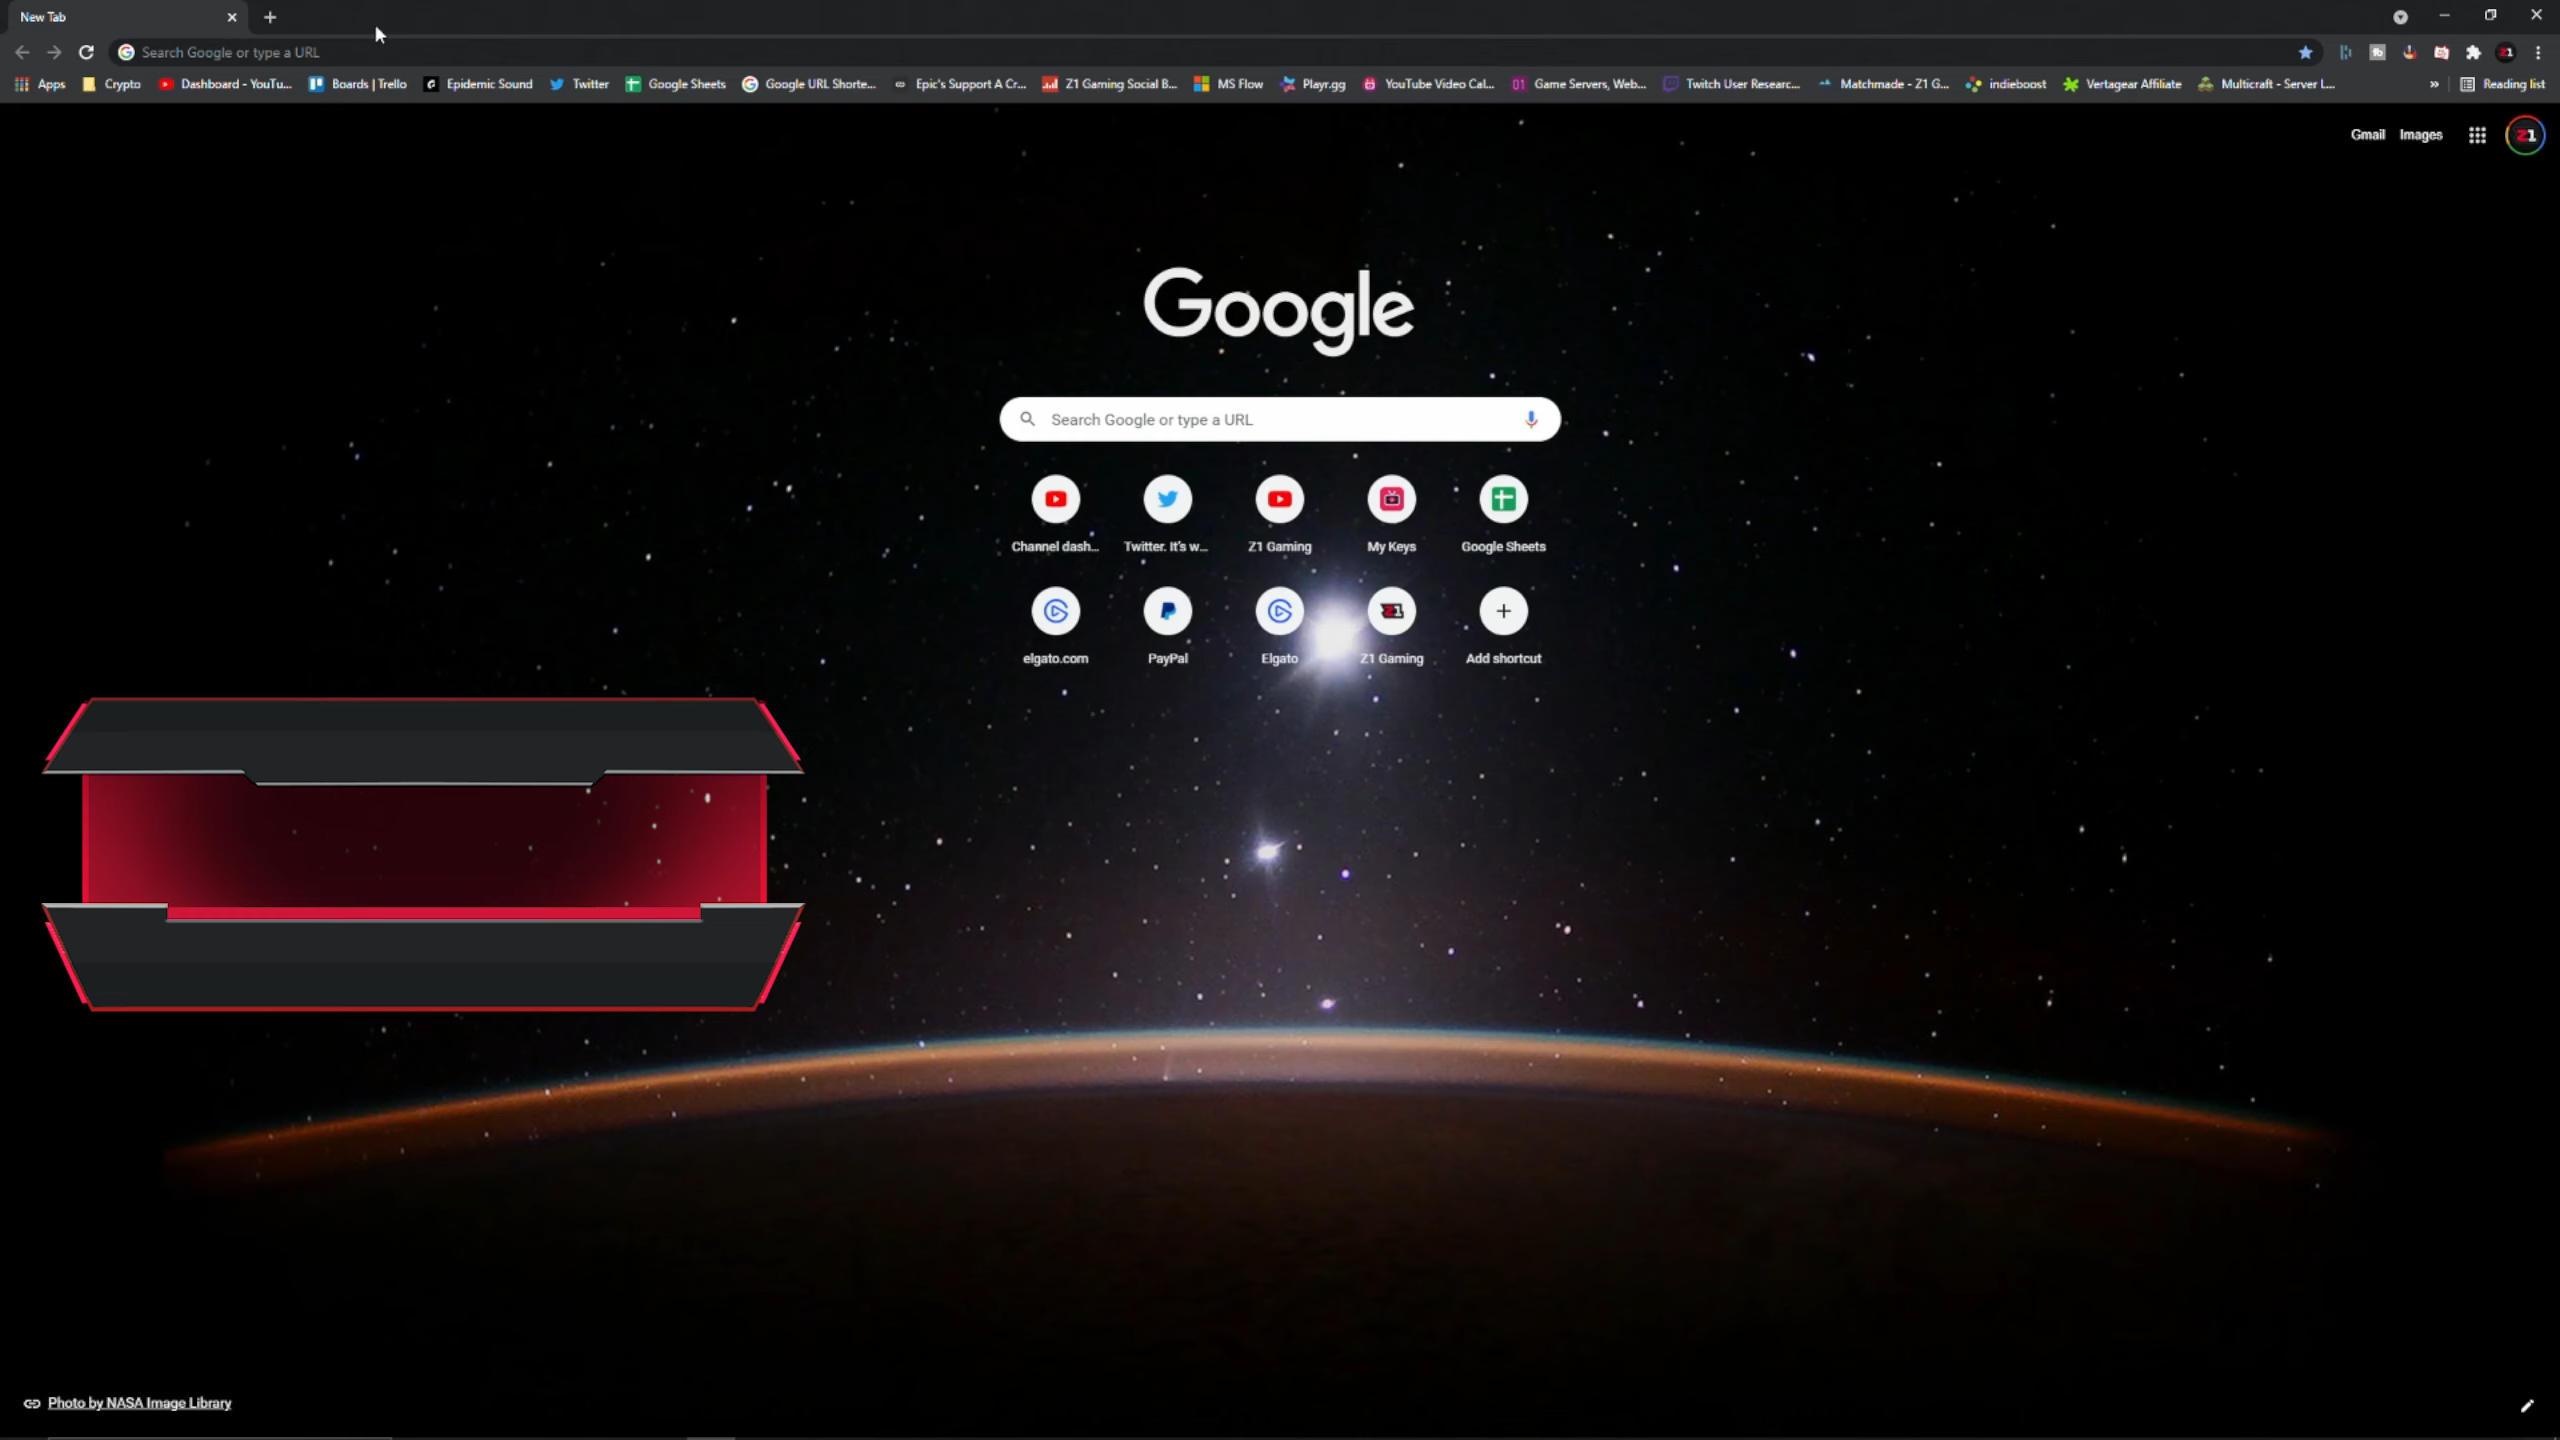 New Tab
Search Google or type a URL
Apps Crypto Dashboard - YouTu... Boards | Trello Epidemic Sound Twitter Google Sheets Google URL Shorte... Epic's Support A Cr... Z1 Gaming Social B... MS Flow Playr.gg YouTube Video Cal... Game Servers, Web... Twitch User Researc... Matchmade - Z1 G... indieboost Vertagear Affiliate Multicraft - Server L... » Reading list
Gmail Images Z1
Google
Search Google or type a URL
Channel dash... Twitter. It's w... Z1 Gaming My Keys Google Sheets
elgato.com PayPal Elgato Z1 Gaming Add shortcut
Photo by NASA Image Library